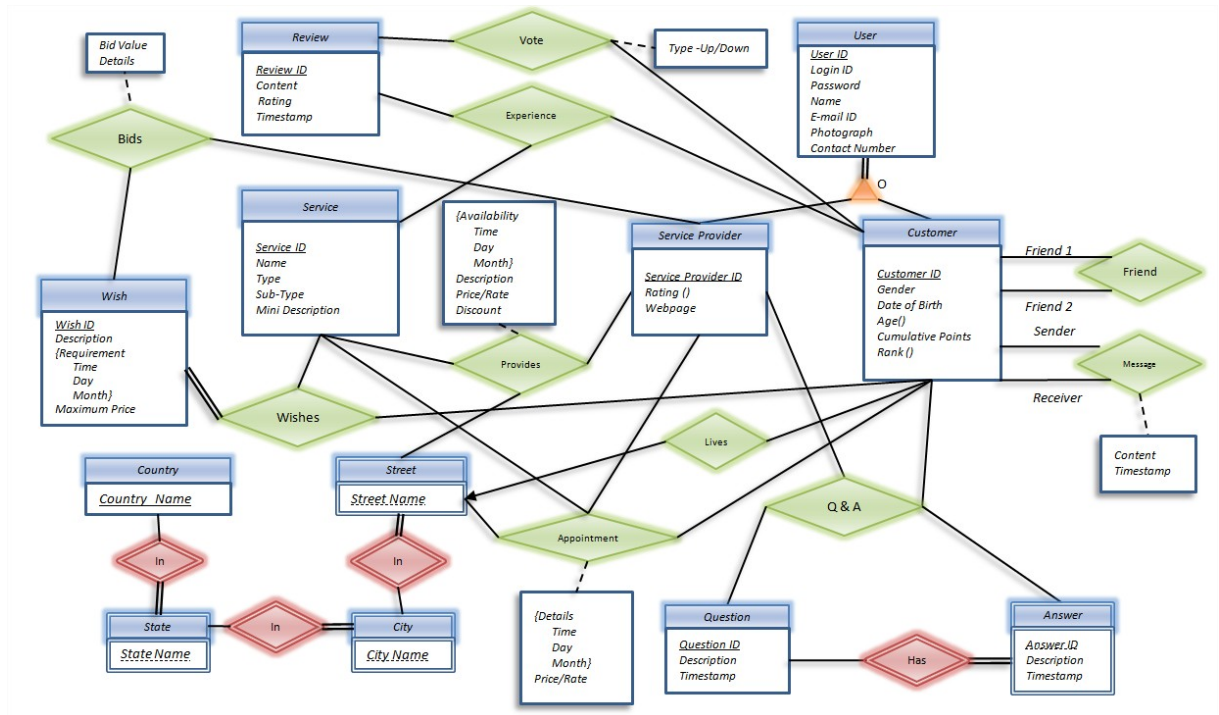 Bid Value
Details
Bids
Review
Review ID
Content
Rating
Timestamp
Vote
Type -Up/Down
Experience
User
User ID
Login ID
Password
Name
E-mail ID
Photograph
Contact Number
O
Service
Service ID
Name
Type
Sub-Type
Mini Description
{Availability
Time
Day
Month}
Description
Price/Rate
Discount
Service Provider
Service Provider ID
Rating ()
Webpage
Customer
Customer ID
Gender
Date of Birth
Age()
Cumulative Points
Rank ()
Friend 1
Friend
Friend 2
Sender
Message
Receiver
Content
Timestamp
Wish
Wish ID
Description
{Requirement
Time
Day
Month}
Maximum Price
Wishes
Provides
Lives
Country
Country Name
Street
Street Name
In
In
State
State Name
In
City
City Name
Appointment
{Details
Time
Day
Month}
Price/Rate
Q & A
Question
Question ID
Description
Timestamp
Has
Answer
Answer ID
Description
Timestamp